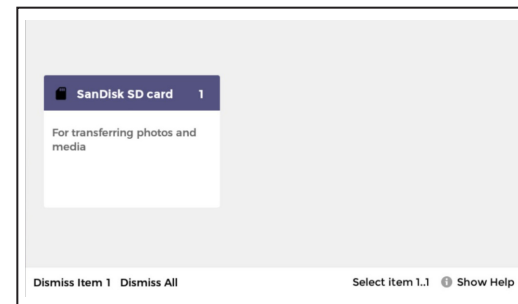 SanDisk SD card 1
For transferring photos and
media
Dismiss Item 1 Dismiss All Select item 1..1 Show Help